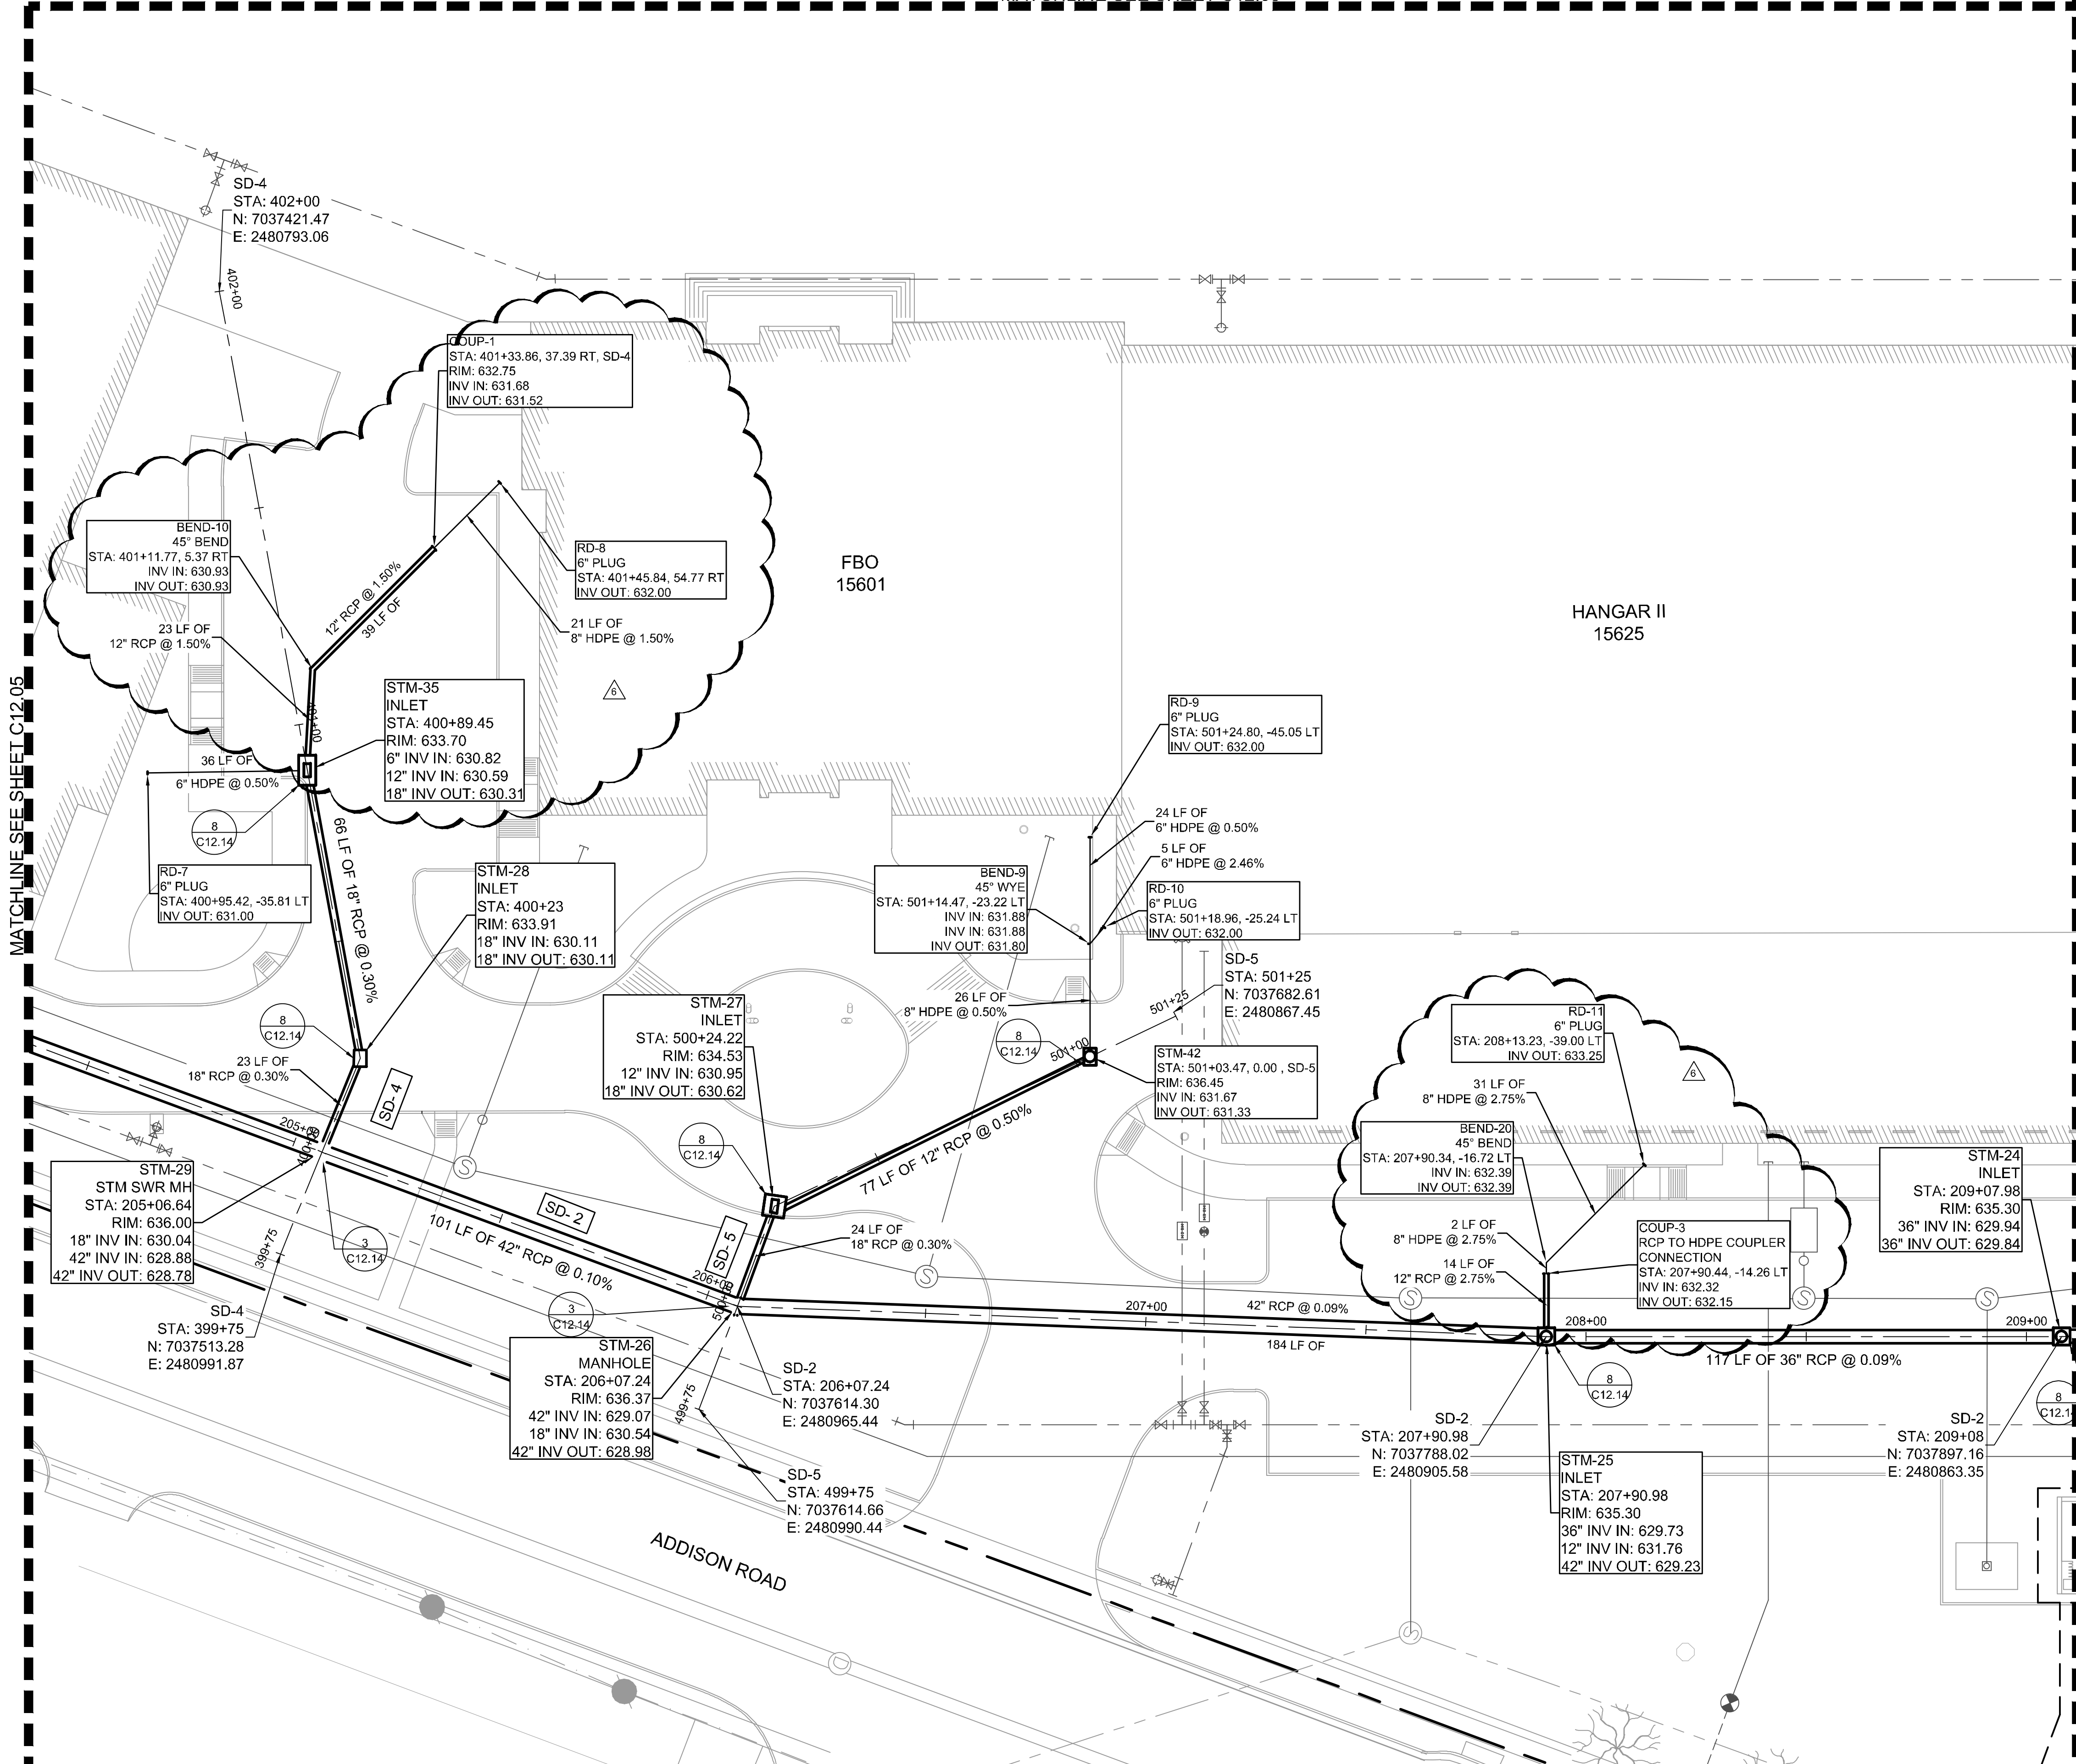 SD-4
STA: 402+00
N: 7037421.47
E: 2480793.06
402+00
COUP-1
STA: 401+33.86, 37.39 RT, SD-4
RIM: 632.75
INV IN: 631.68
INV OUT: 631.52
BEND-10
45° BEND
STA: 401+11.77, 5.37 RT
INV IN: 630.93
INV OUT: 630.93
12" RCP @ 1.50%
39 LF OF
RD-8
6" PLUG
STA: 401+45.84, 54.77 RT
INV OUT: 632.00
21 LF OF
8" HDPE @ 1.50%
23 LF OF
12" RCP @ 1.50%
FBO
15601
HANGAR II
15625
MATCHLINE SEE SHEET C12.05
STM-35
INLET
STA: 400+89.45
RIM: 633.70
6" INV IN: 630.82
12" INV IN: 630.59
18" INV OUT: 630.31
6
401+00
36 LF OF
6" HDPE @ 0.50%
8
C12.14
RD-7
6" PLUG
STA: 400+95.42, -35.81 LT
INV OUT: 631.00
66 LF OF 18" RCP @ 0.30%
STM-28
INLET
STA: 400+23
RIM: 633.91
18" INV IN: 630.11
18" INV OUT: 630.11
RD-9
6" PLUG
STA: 501+24.80, -45.05 LT
INV OUT: 632.00
24 LF OF
6" HDPE @ 0.50%
5 LF OF
6" HDPE @ 2.46%
BEND-9
45° WYE
STA: 501+14.47, -23.22 LT
INV IN: 631.88
INV IN: 631.88
INV OUT: 631.80
RD-10
6" PLUG
STA: 501+18.96, -25.24 LT
INV OUT: 632.00
SD-5
STA: 501+25
N: 7037682.61
E: 2480867.45
501+25
26 LF OF
8" HDPE @ 0.50%
8
C12.14
501+00
STM-42
STA: 501+03.47, 0.00 , SD-5
RIM: 636.45
INV IN: 631.67
INV OUT: 631.33
STM-27
INLET
STA: 500+24.22
RIM: 634.53
12" INV IN: 630.95
18" INV OUT: 630.62
8
C12.14
23 LF OF
18" RCP @ 0.30%
SD- 4
205+00
400+00
8
C12.14
77 LF OF 12" RCP @ 0.50%
RD-11
6" PLUG
STA: 208+13.23, -39.00 LT
INV OUT: 633.25
6
31 LF OF
8" HDPE @ 2.75%
BEND-20
45° BEND
STA: 207+90.34, -16.72 LT
INV IN: 632.39
INV OUT: 632.39
2 LF OF
8" HDPE @ 2.75%
14 LF OF
12" RCP @ 2.75%
COUP-3
RCP TO HDPE COUPLER
CONNECTION
STA: 207+90.44, -14.26 LT
INV IN: 632.32
INV OUT: 632.15
STM-24
INLET
STA: 209+07.98
RIM: 635.30
36" INV IN: 629.94
36" INV OUT: 629.84
STM-29
STM SWR MH
STA: 205+06.64
RIM: 636.00
18" INV IN: 630.04
42" INV IN: 628.88
42" INV OUT: 628.78
399+75
3
C12.14
SD- 2
101 LF OF 42" RCP @ 0.10%
SD- 5
24 LF OF
18" RCP @ 0.30%
206+00
500+00
3
C12.14
207+00
42" RCP @ 0.09%
184 LF OF
208+00
209+00
117 LF OF 36" RCP @ 0.09%
8
C12.14
8
SD-4
STA: 399+75
N: 7037513.28
E: 2480991.87
STM-26
MANHOLE
STA: 206+07.24
RIM: 636.37
42" INV IN: 629.07
18" INV IN: 630.54
42" INV OUT: 628.98
499+75
SD-2
STA: 206+07.24
N: 7037614.30
E: 2480965.44
SD-5
STA: 499+75
N: 7037614.66
E: 2480990.44
SD-2
STA: 207+90.98
N: 7037788.02
E: 2480905.58
STM-25
INLET
STA: 207+90.98
RIM: 635.30
36" INV IN: 629.73
12" INV IN: 631.76
42" INV OUT: 629.23
SD-2
STA: 209+08
N: 7037897.16
E: 2480863.35
ADDISON ROAD
S
S
S
S
S
S
D